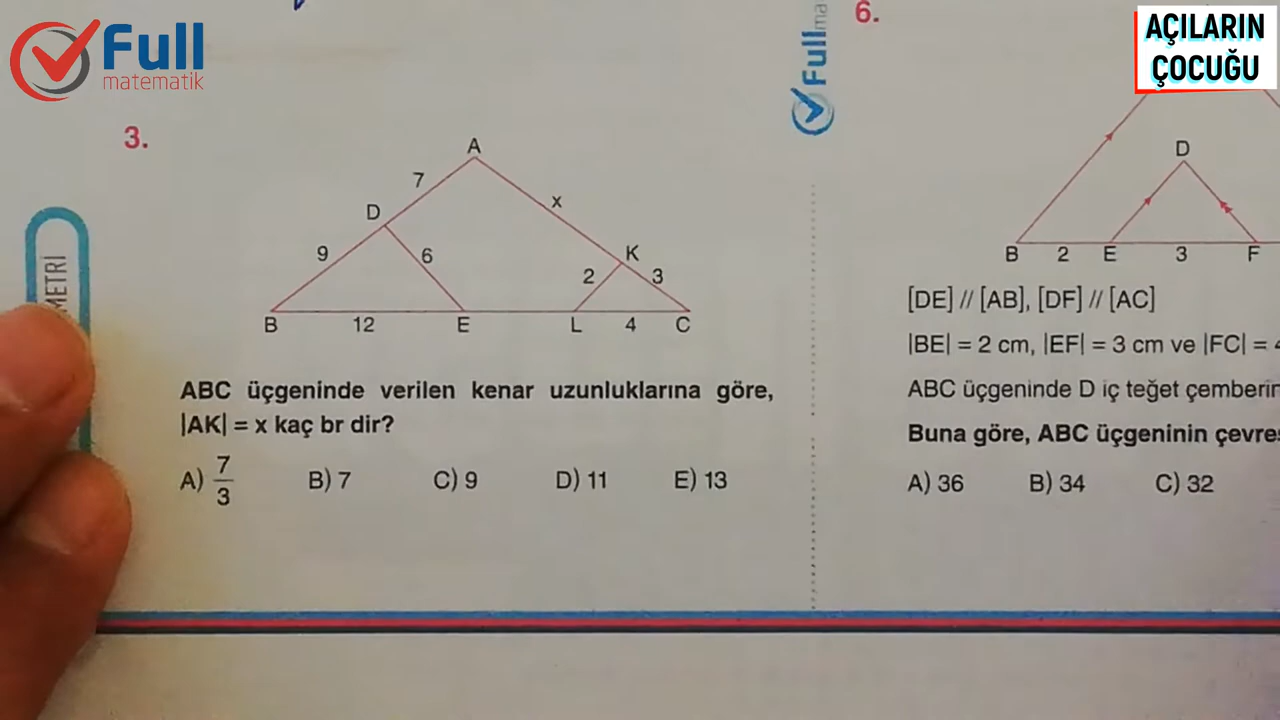 Full
matematik
AÇILARIN
ÇOCUĞU
METRİ
3.
A
7
x
D
K
9
6
2
3
B
12
E
L
4
C
ABC üçgeninde verilen kenar uzunluklarına göre,
|AK| = x kaç br dir?
A) 7/3 B) 7 C) 9 D) 11 E) 13
Full
6.
D
B
2
E
3
F
[DE] // [AB], [DF] // [AC]
|BE| = 2 cm, |EF| = 3 cm ve |FC| =
ABC üçgeninde D iç teğet
Buna göre, ABC üçgeninin
A) 36 B) 34 C) 32